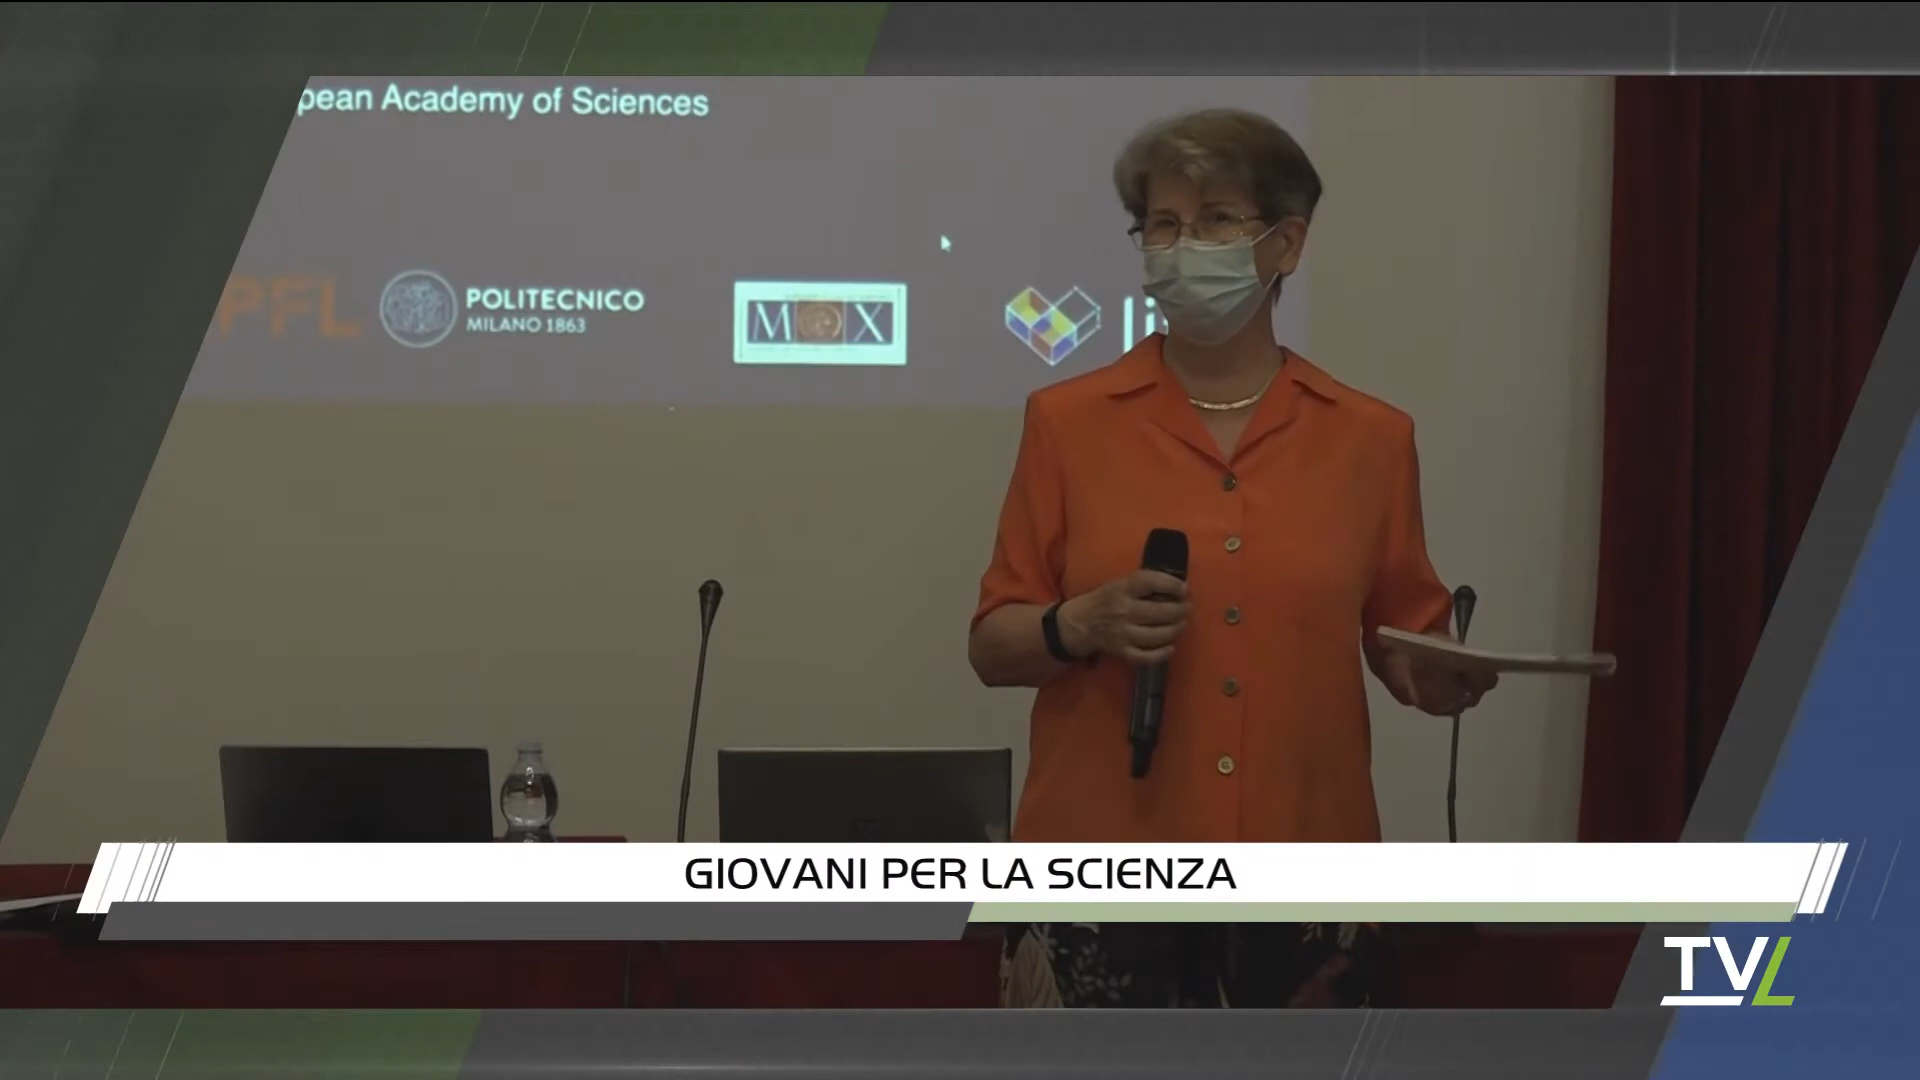 pean Academy of Sciences
PFL
POLITECNICO
MILANO 1863
MOX
GIOVANI PER LA SCIENZA
TVL